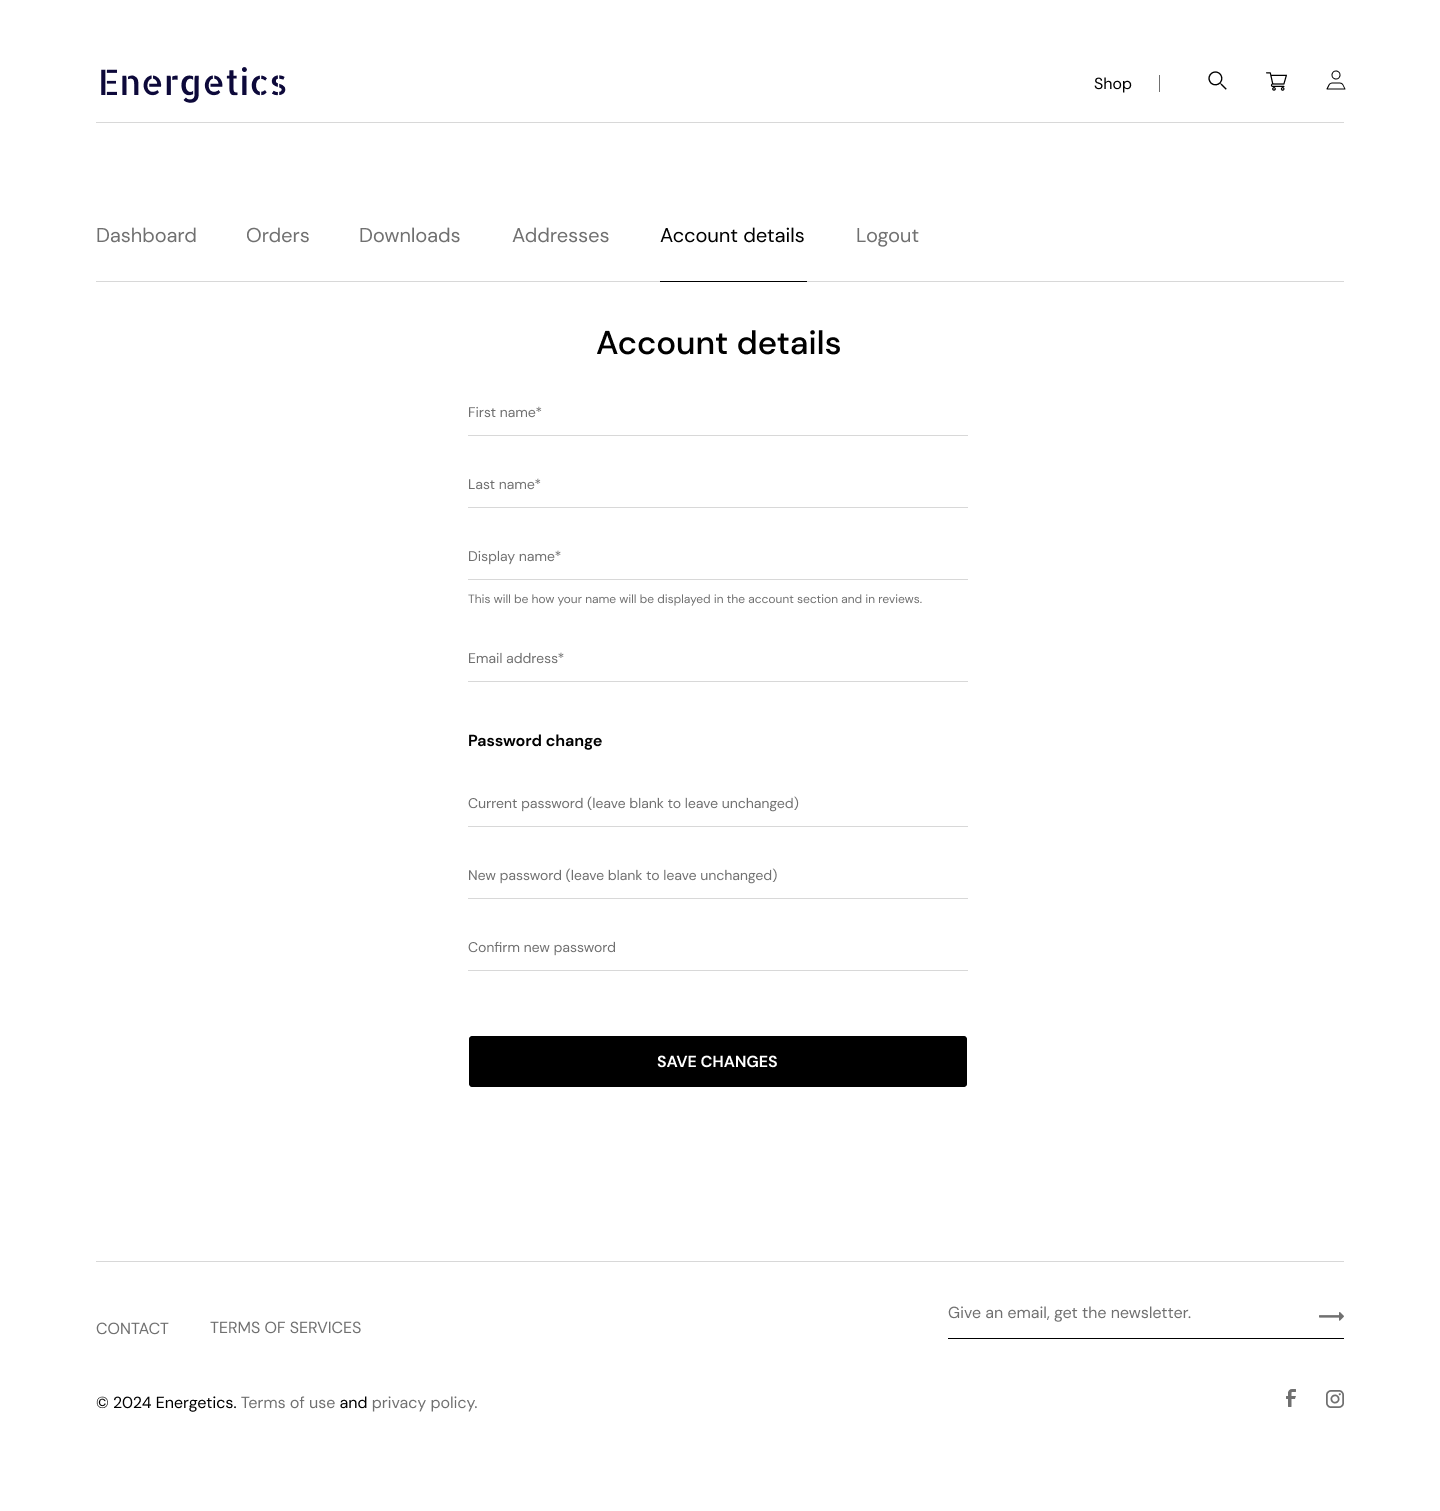 Energetics
Shop
Dashboard Orders Downloads Addresses Account details Logout
Account details
First name*
Last name*
Display name*
This will be how your name will be displayed in the account section and in reviews.
Email address*
Password change
Current password (leave blank to leave unchanged)
New password (leave blank to leave unchanged)
Confirm new password
SAVE CHANGES
Give an email, get the newsletter.
CONTACT TERMS OF SERVICES
© 2024 Energetics. Terms of use and privacy policy.